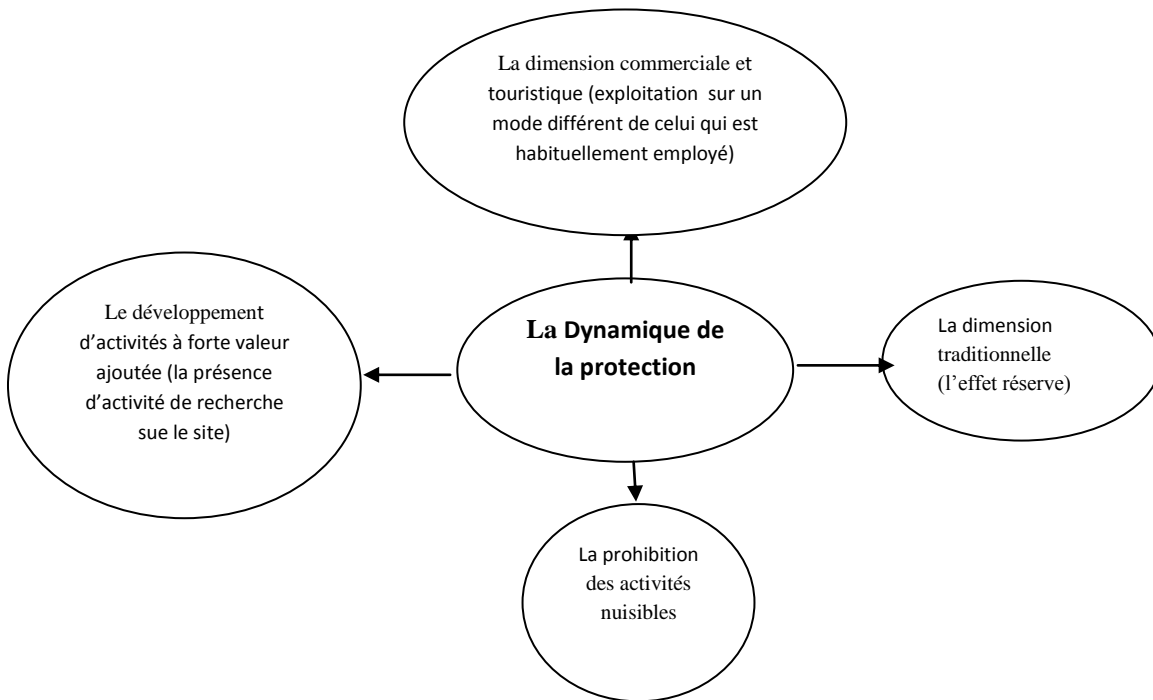 La dimension commerciale et
touristique (exploitation  sur un
mode différent de celui qui est
habituellement employé)
Le développement
d’activités à forte valeur
ajoutée (la présence
d’activité de recherche
sue le site)
La Dynamique de
la protection
La dimension
traditionnelle
(l’effet réserve)
La prohibition
des activités
nuisibles